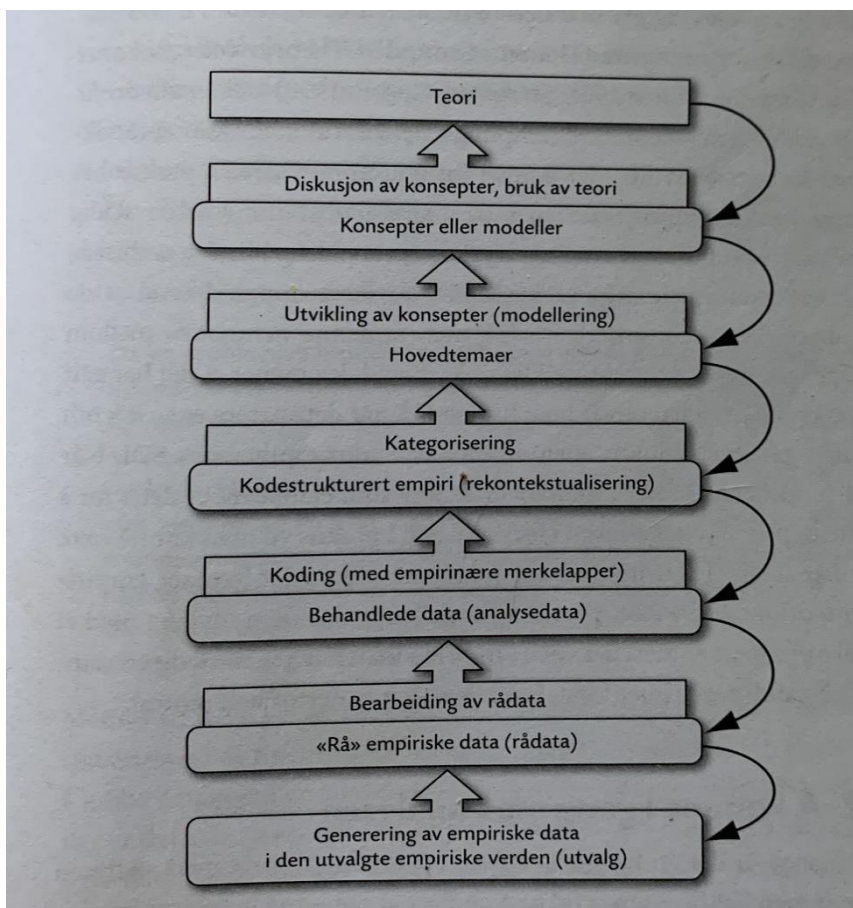 Teori
Diskusjon av konsepter, bruk av teori
Konsepter eller modeller
Utvikling av konsepter (modellering)
Hovedtemaer
Kategorisering
Kodestrukturert empiri (rekontekstualisering)
Koding (med empirinære merkelapper)
Behandlede data (analysedata)
Bearbeiding av rådata
«Rå» empiriske data (rådata)
Generering av empiriske data
i den utvalgte empiriske verden (utvalg)